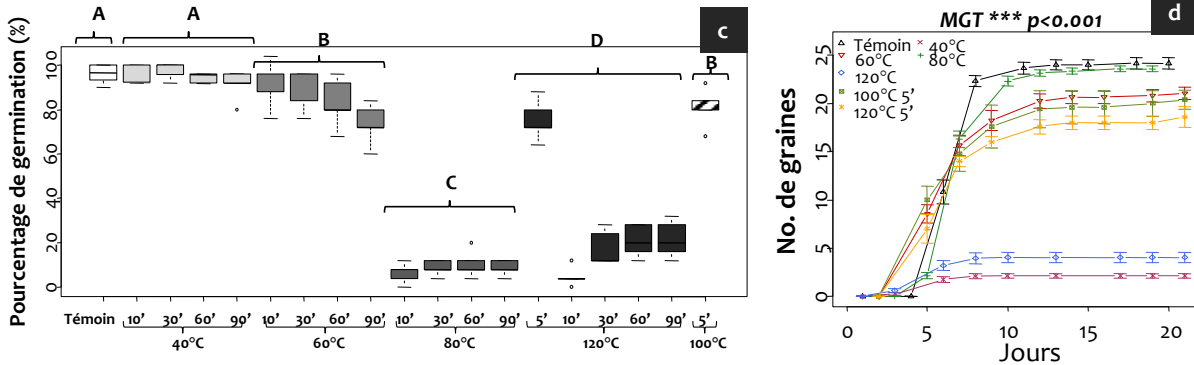 c
A
A
B
D
B
C
Pourcentage de germination (%)
100
80
60
40
20
0
Témoin
10’ 30’ 60’ 90’ 10’ 30’ 60’ 90’ 10’ 30’ 60’ 90’ 5’ 10’ 30’ 60’ 90’ 5’
40°C 60°C 80°C 120°C 100°C
d
MGT *** p<0.001
Témoin
60°C
120°C
100°C 5’
120°C 5’
40°C
80°C
No. de graines
25
20
15
10
5
0
0 5 10 15 20
Jours